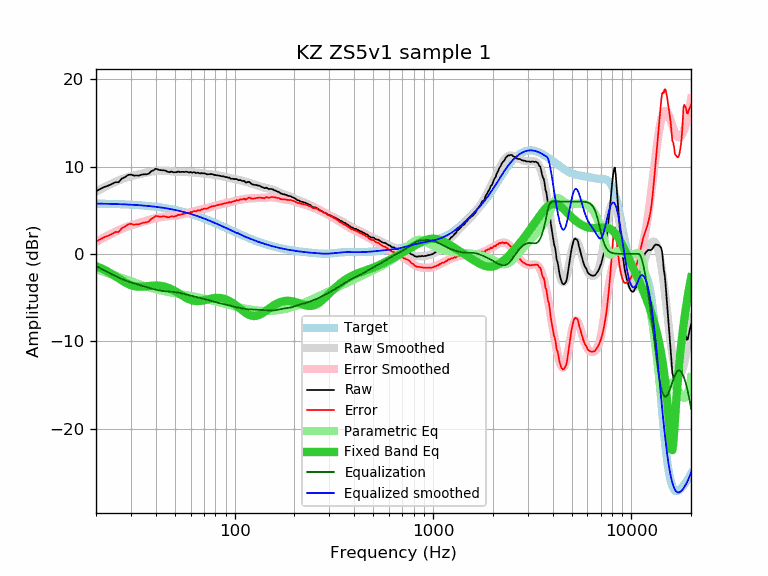 KZ ZS5v1 sample 1
Amplitude (dBr)
20
10
0
−10
−20
100
1000
10000
Frequency (Hz)
Target
Raw Smoothed
Error Smoothed
Raw
Error
Parametric Eq
Fixed Band Eq
Equalization
Equalized smoothed